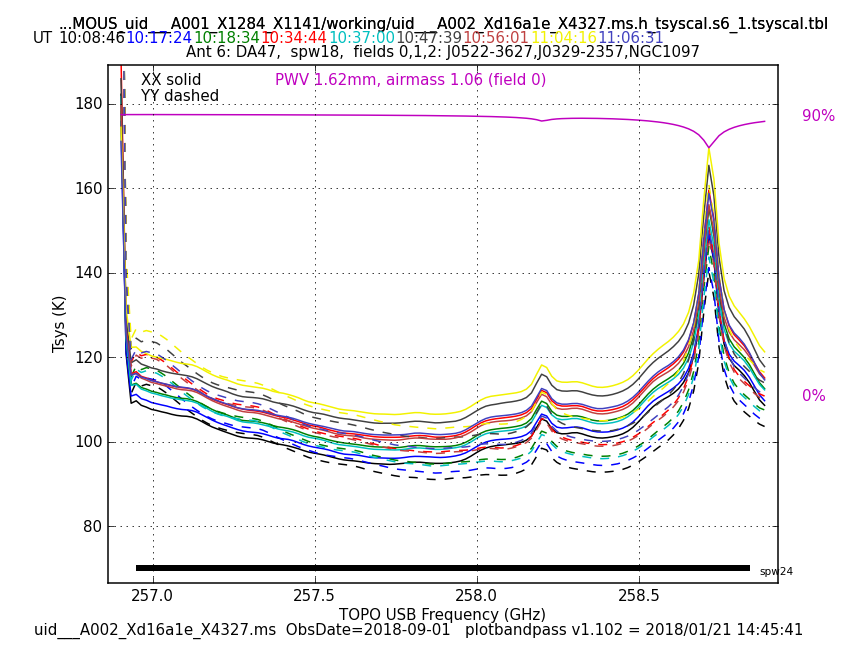 ...MOUS_uid___A001_X1284_X1141/working/uid___A002_Xd16a1e_X4327.ms.h_tsyscal.s6_1.tsyscal.tbl
UT 10:08:46 10:17:24 10:18:34 10:34:44 10:37:00 10:47:39 10:56:01 11:04:16 11:06:31
Ant 6: DA47, spw18, fields 0,1,2: J0522-3627,J0329-2357,NGC1097
XX solid
PWV 1.62mm, airmass 1.06 (field 0)
YY dashed
180
90%
160
140
Tsys (K)
120
0%
100
80
spw24
257.0 257.5 258.0 258.5
TOPO USB Frequency (GHz)
uid___A002_Xd16a1e_X4327.ms ObsDate=2018-09-01 plotbandpass v1.102 = 2018/01/21 14:45:41